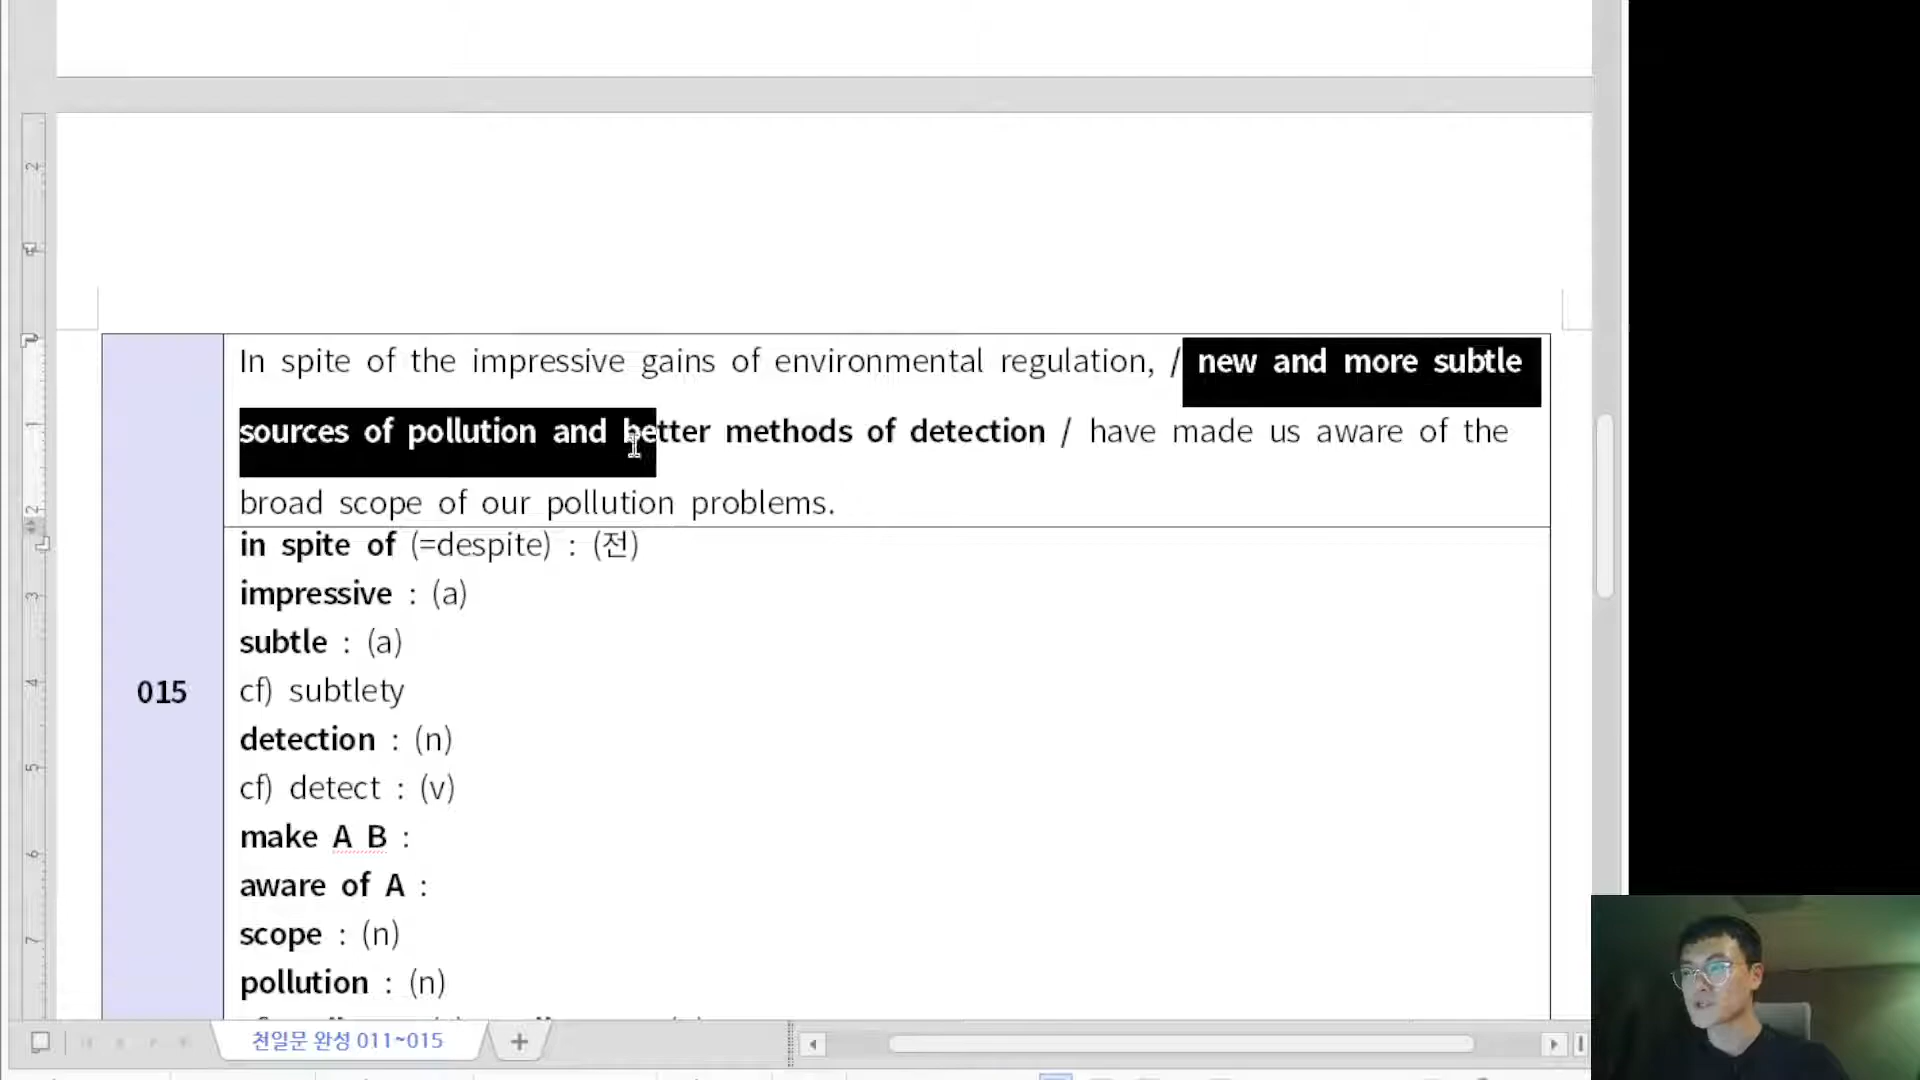 In spite of the impressive gains of environmental regulation, / new and more subtle
sources of pollution and better methods of detection / have made us aware of the
broad scope of our pollution problems.
015
in spite of (=despite) : (전)
impressive : (a)
subtle : (a)
cf) subtlety
detection : (n)
cf) detect : (v)
make A B :
aware of A :
scope : (n)
pollution : (n)
천일문 완성 011~015